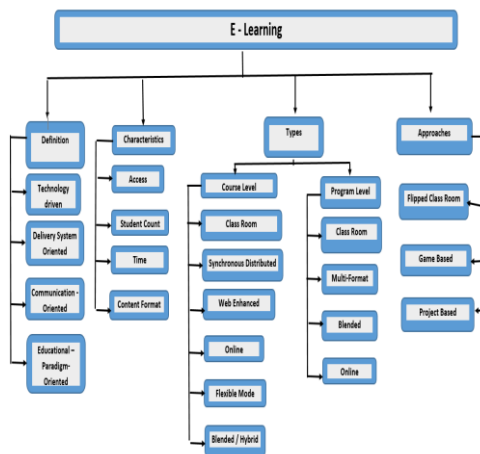 E - Learning
Definition
Technology
driven
Delivery System
Oriented
Communication -
Oriented
Educational –
Paradigm-
Oriented
Characteristics
Access
Student Count
Time
Content Format
Types
Course Level
Class Room
Synchronous Distributed
Web Enhanced
Online
Flexible Mode
Blended / Hybrid
Program Level
Class Room
Multi-Format
Blended
Online
Approaches
Flipped Class Room
Game Based
Project Based